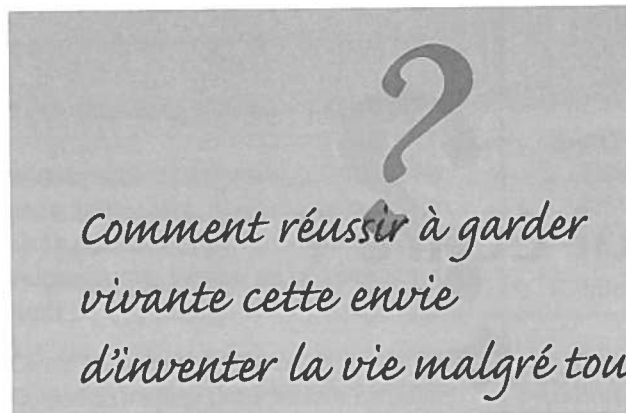 ?
Comment réussir à garder
vivante cette envie
d'inventer la vie malgré tou